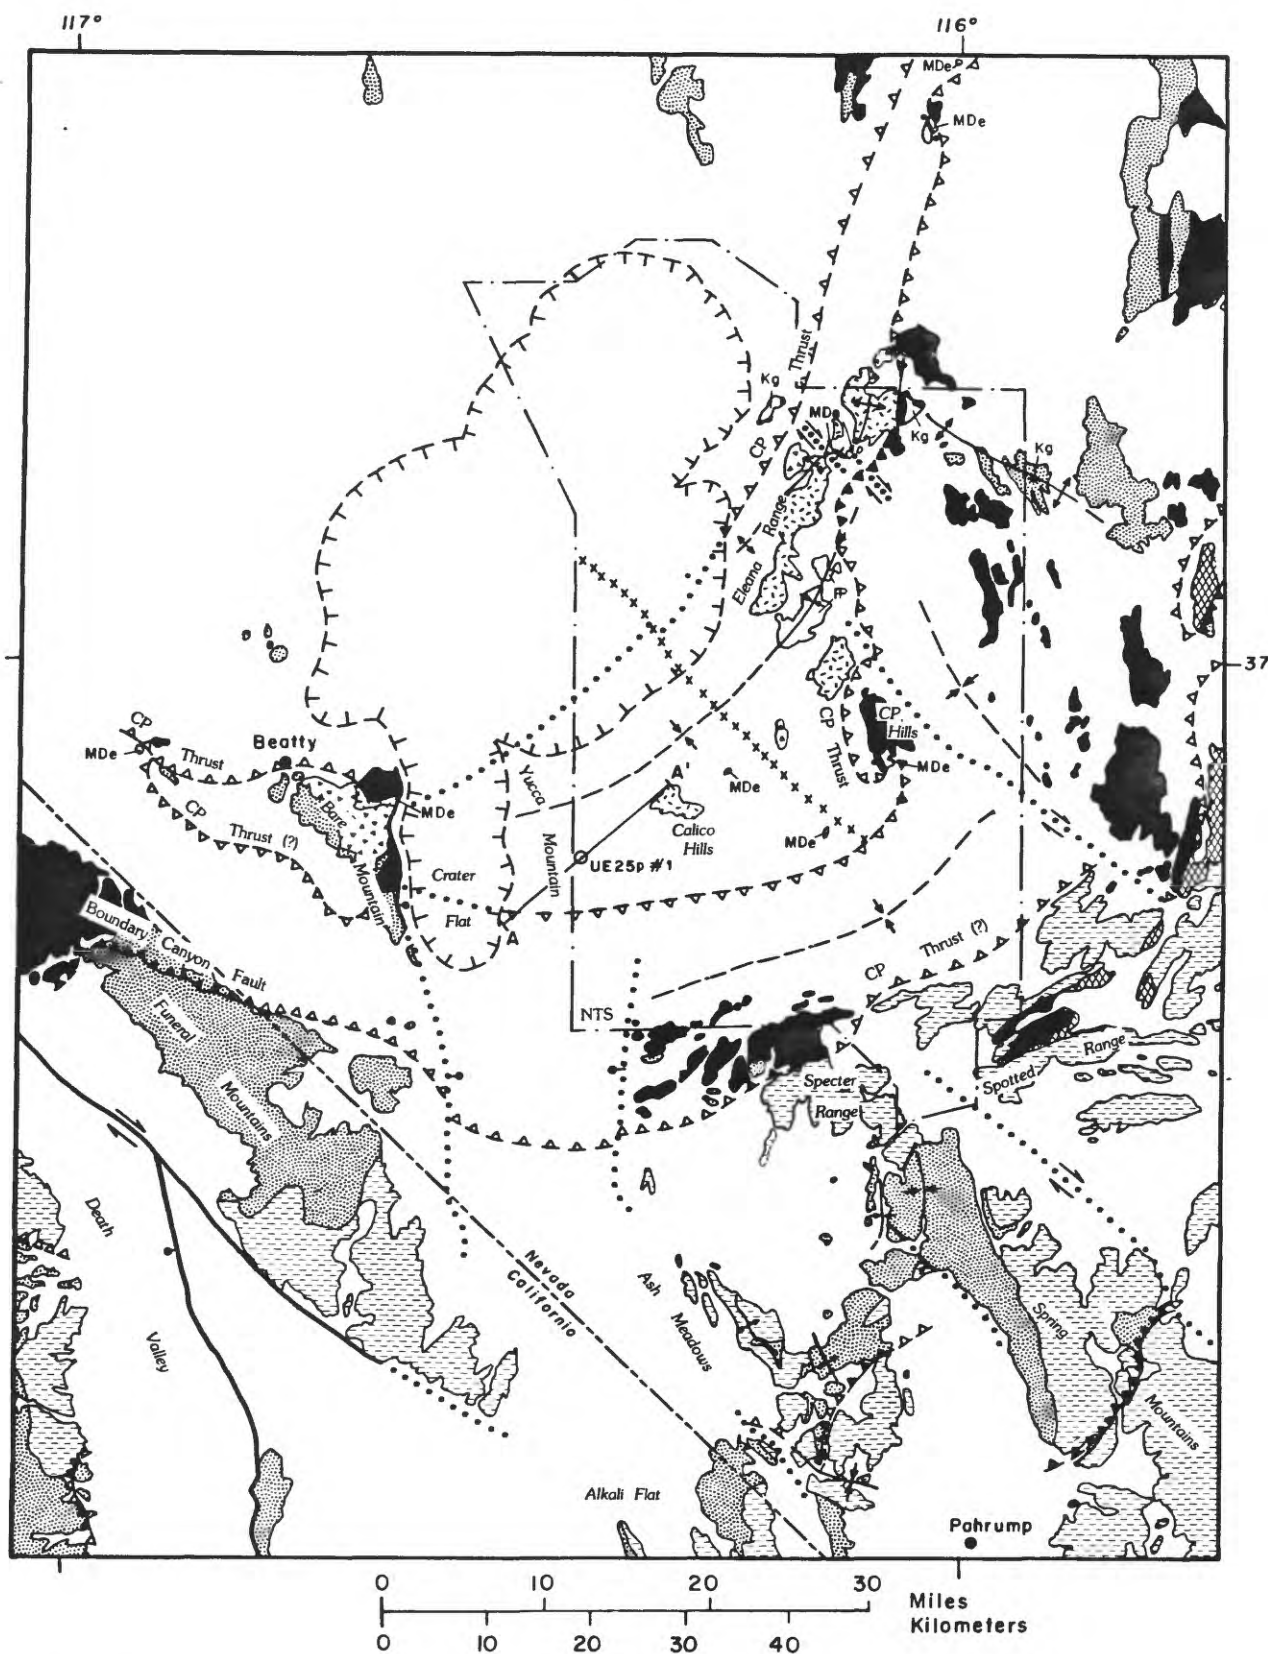 117°
116°
MDe
MDe
Thrust
Kg
MDe
Kg
Kg
CP
Range
Eleana
PP
37
CP
CP
Hills
Thrust
MDe
CP
Beatty
MDe
Thrust
Yucca
A'
MDe
Bare
MDe
CP
Thrust (?)
Calico
Hills
MDe
Mountain
UE25p #1
Crater
Mountain
Flat
A
Boundary
Canyon
Fault
CP
Thrust (?)
NTS
Funeral
Range
Spotted
Specter
Range
Mountains
Death
Nevada
California
Ash
Meadows
Spring
Valley
Mountains
Alkali Flat
Pahrump
0 10 20 30 Miles
Kilometers
0 10 20 30 40